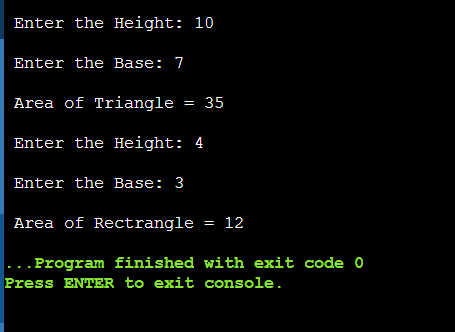 Enter the Height: 10
Enter the Base: 7
Area of Triangle = 35
Enter the Height: 4
Enter the Base: 3
Area of Rectrangle = 12
...Program finished with exit code 0
Press ENTER to exit console.